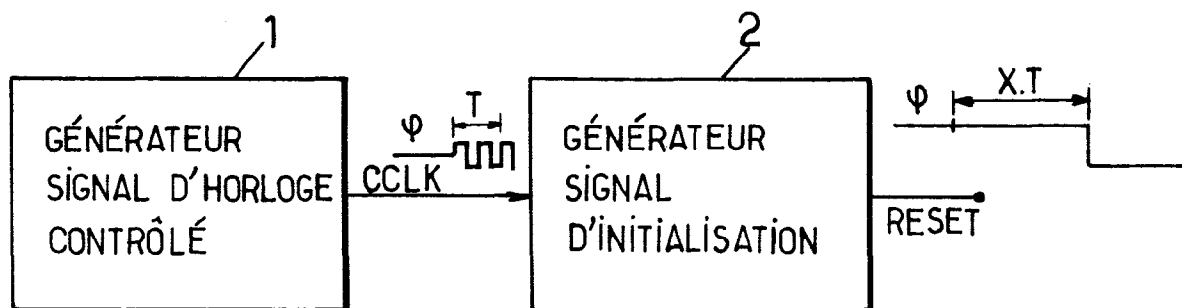 1
2
GÉNÉRATEUR
SIGNAL D'HORLOGE
CONTRÔLÉ
φ
T
CCLK
GÉNÉRATEUR
SIGNAL
D'INITIALISATION
φ
X.T
RESET